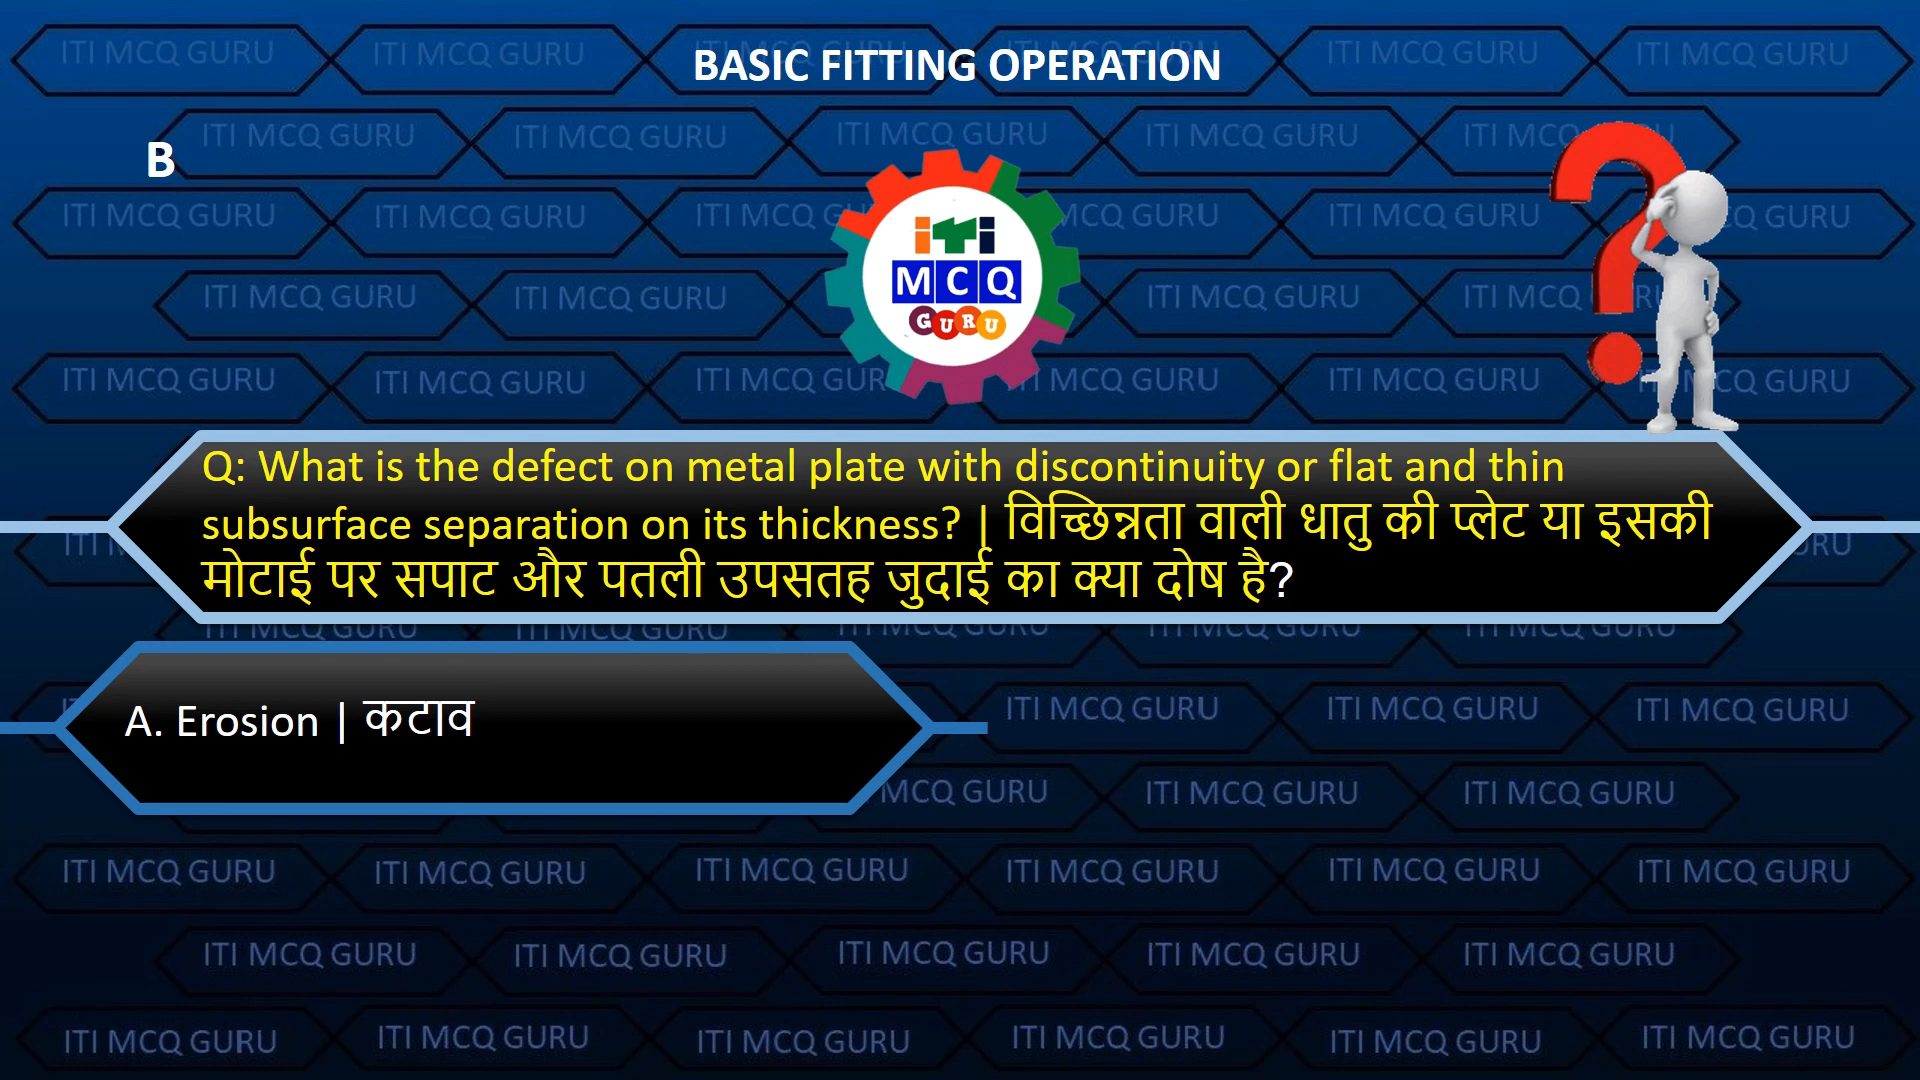 BASIC FITTING OPERATION
B
iTi
MCQ
GURU
Q: What is the defect on metal plate with discontinuity or flat and thin
subsurface separation on its thickness? | विच्छिन्नता वाली धातु की प्लेट या इसकी
मोटाई पर सपाट और पतली उपसतह जुदाई का क्या दोष है?
A. Erosion | कटाव